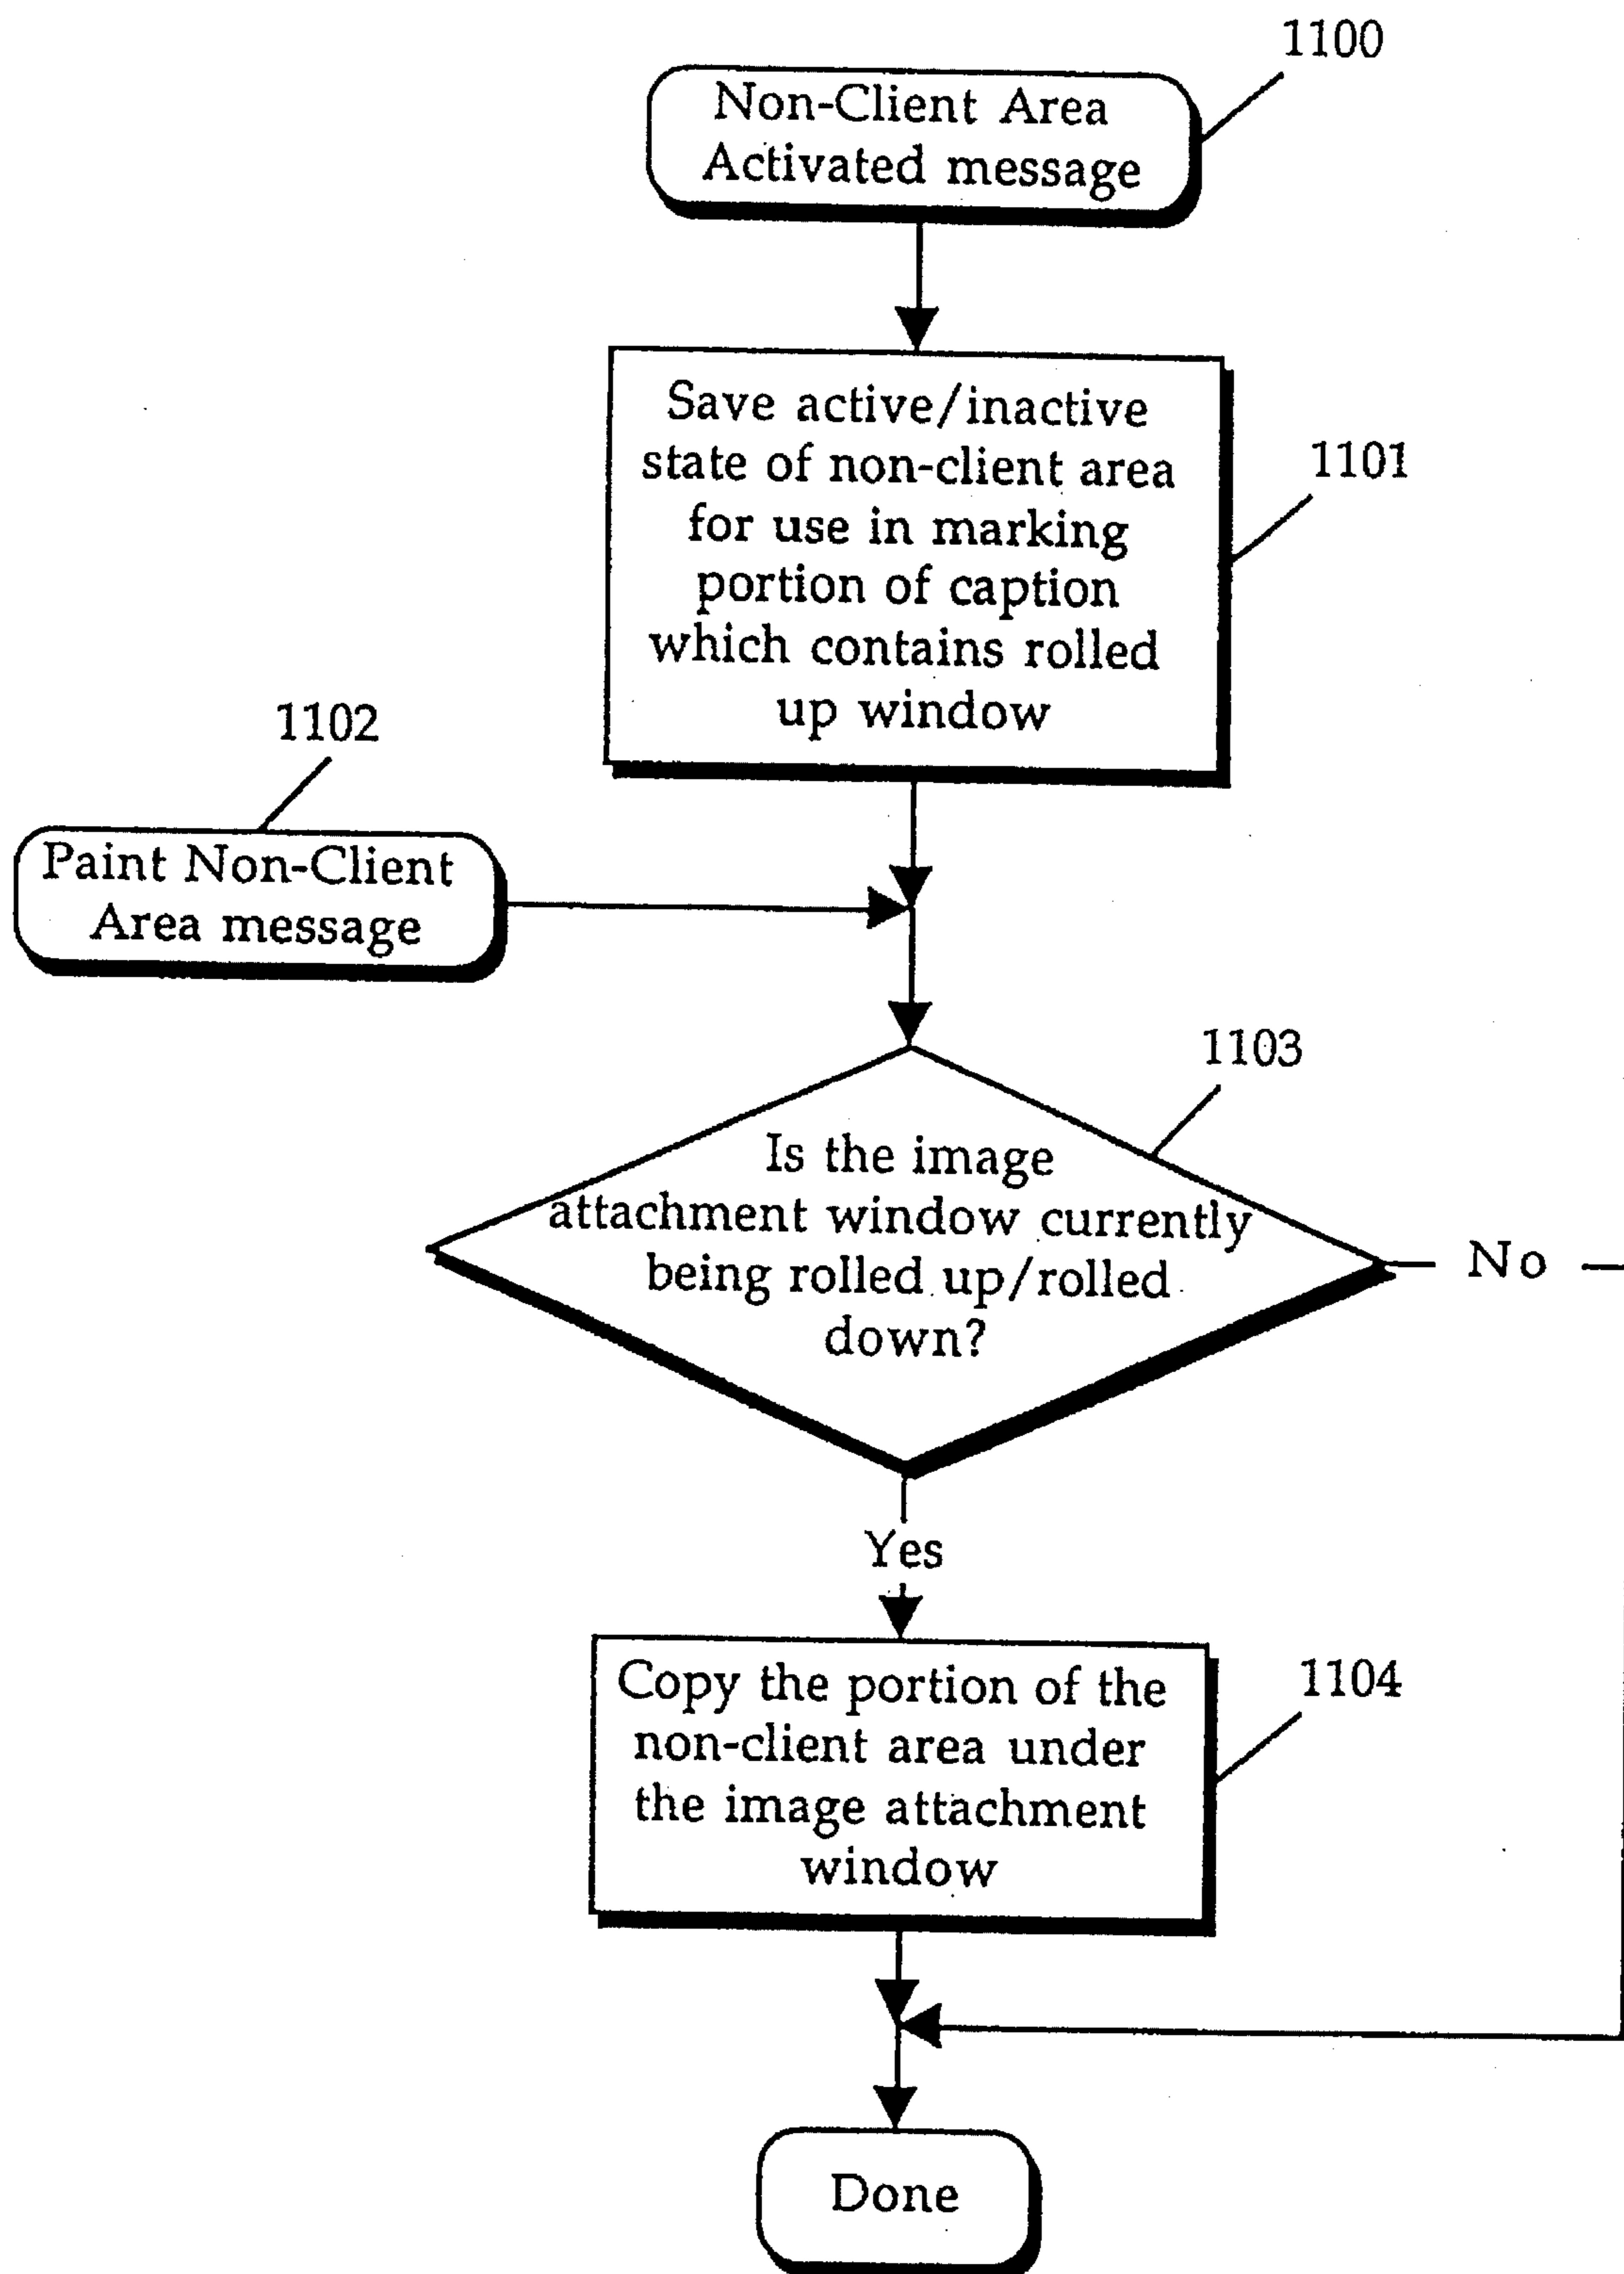 1100
Non-Client Area
Activated message
Save active/inactive
state of non-client area
for use in marking
portion of caption
which contains rolled
up window
1101
1102
Paint Non-Client
Area message
1103
Is the image
attachment window currently
being rolled up/rolled
down?
No
Yes
Copy the portion of the
non-client area under
the image attachment
window
1104
Done